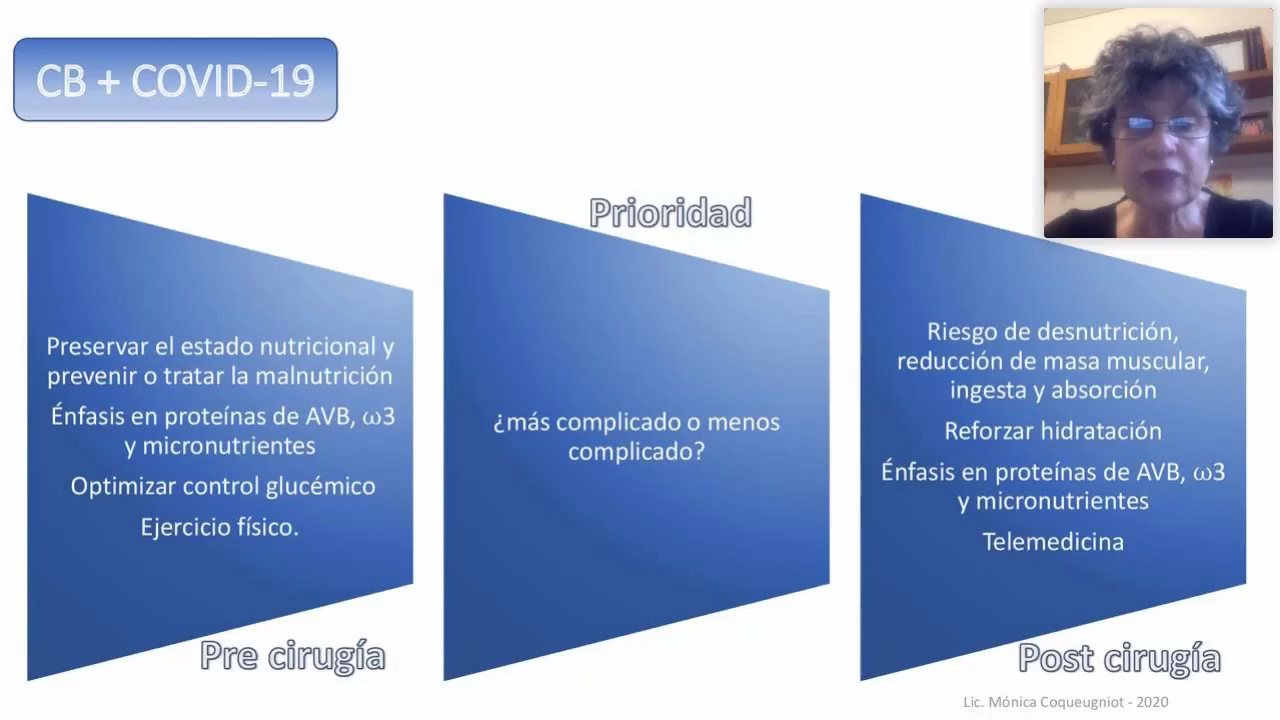 CB + COVID-19
Preservar el estado nutricional y
prevenir o tratar la malnutrición
Énfasis en proteínas de AVB, ω3
y micronutrientes
Optimizar control glucémico
Ejercicio físico.
Pre cirugía
Prioridad
¿más complicado o menos
complicado?
Riesgo de desnutrición,
reducción de masa muscular,
ingesta y absorción
Reforzar hidratación
Énfasis en proteínas de AVB, ω3
y micronutrientes
Telemedicina
Post cirugía
Lic. Mónica Coqueugniot - 2020